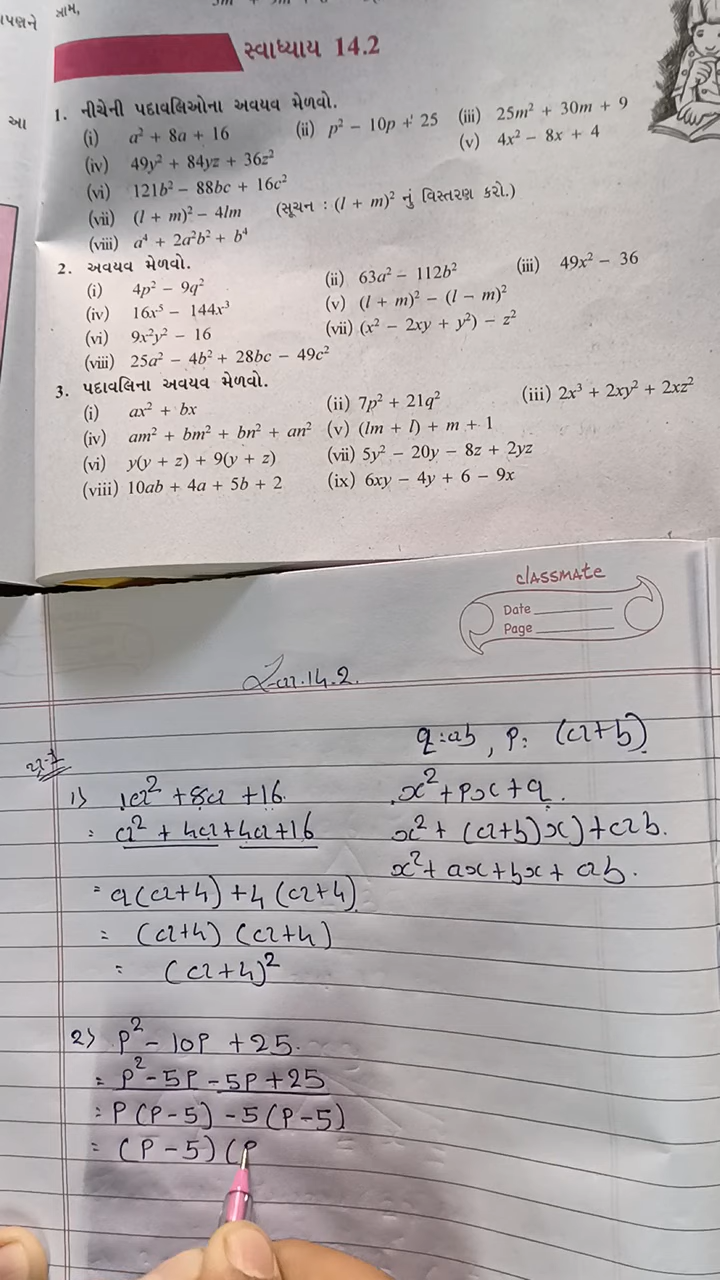 પણને
ગ્રામ,
આ
સ્વાધ્યાય 14.2
1. નીચેની પદાવલિઓના અવયવ મેળવો.
(i) a² + 8a + 16 (ii) p² – 10p + 25 (iii) 25m² + 30m + 9
(iv) 49y² + 84yz + 36z² (v) 4x² – 8x + 4
(vi) 121b² – 88bc + 16c²
(vii) (l + m)² – 4lm (સૂચન : (l + m)² નું વિસ્તરણ કરો.)
(viii) a⁴ + 2a²b² + b⁴
2. અવયવ મેળવો.
(i) 4p² – 9q² (ii) 63a² – 112b² (iii) 49x² – 36
(iv) 16x⁵ – 144x³ (v) (l + m)² – (l – m)²
(vi) 9x²y² – 16 (vii) (x² – 2xy + y²) – z²
(viii) 25a² – 4b² + 28bc – 49c²
3. પદાવલિના અવયવ મેળવો.
(i) ax² + bx (ii) 7p² + 21q² (iii) 2x³ + 2xy² + 2xz²
(iv) am² + bm² + bn² + an² (v) (lm + l) + m + 1
(vi) y(y + z) + 9(y + z) (vii) 5y² – 20y – 8z + 2yz
(viii) 10ab + 4a + 5b + 2 (ix) 6xy – 4y + 6 – 9x
classmate
Date
Page
14.2.
q=ab, p= (a+b)
1) 1a² + 8a + 16.
= a² + 4a + 4a + 16
= a(a+4) + 4(a+4)
= (a+4) (a+4)
= (a+4)²
x² + px + q.
x² + (a+b)x) + ab.
x² + ax + bx + ab.
2) p² - 10p + 25.
= p² - 5p - 5p + 25
= p(p-5) - 5(p-5)
= (p-5) (p